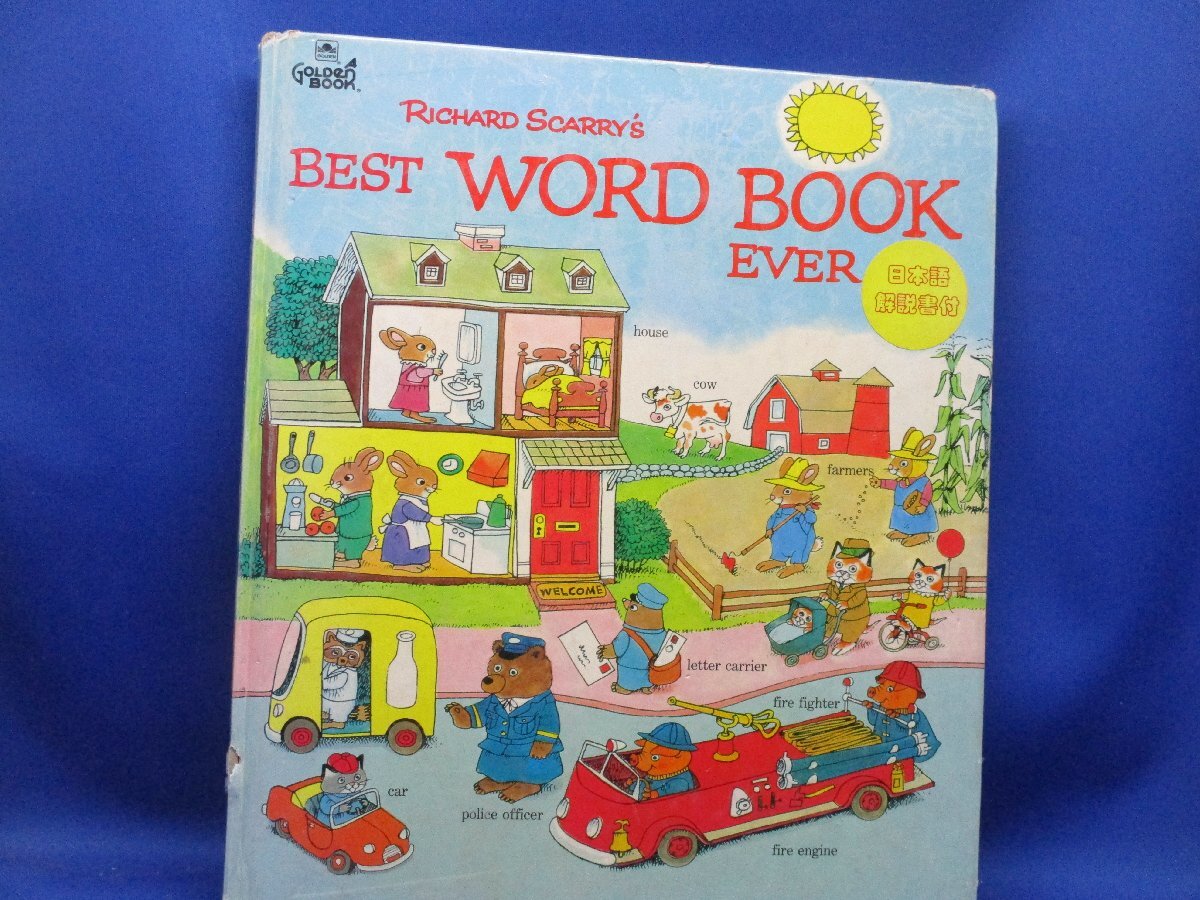 GOLDEN
GOLDEN
BOOK
RICHARD SCARRY'S
BEST WORD BOOK
EVER
日本語
解説書付
house
cow
farmers
WELCOME
letter carrier
fire fighter
car
police officer
fire engine